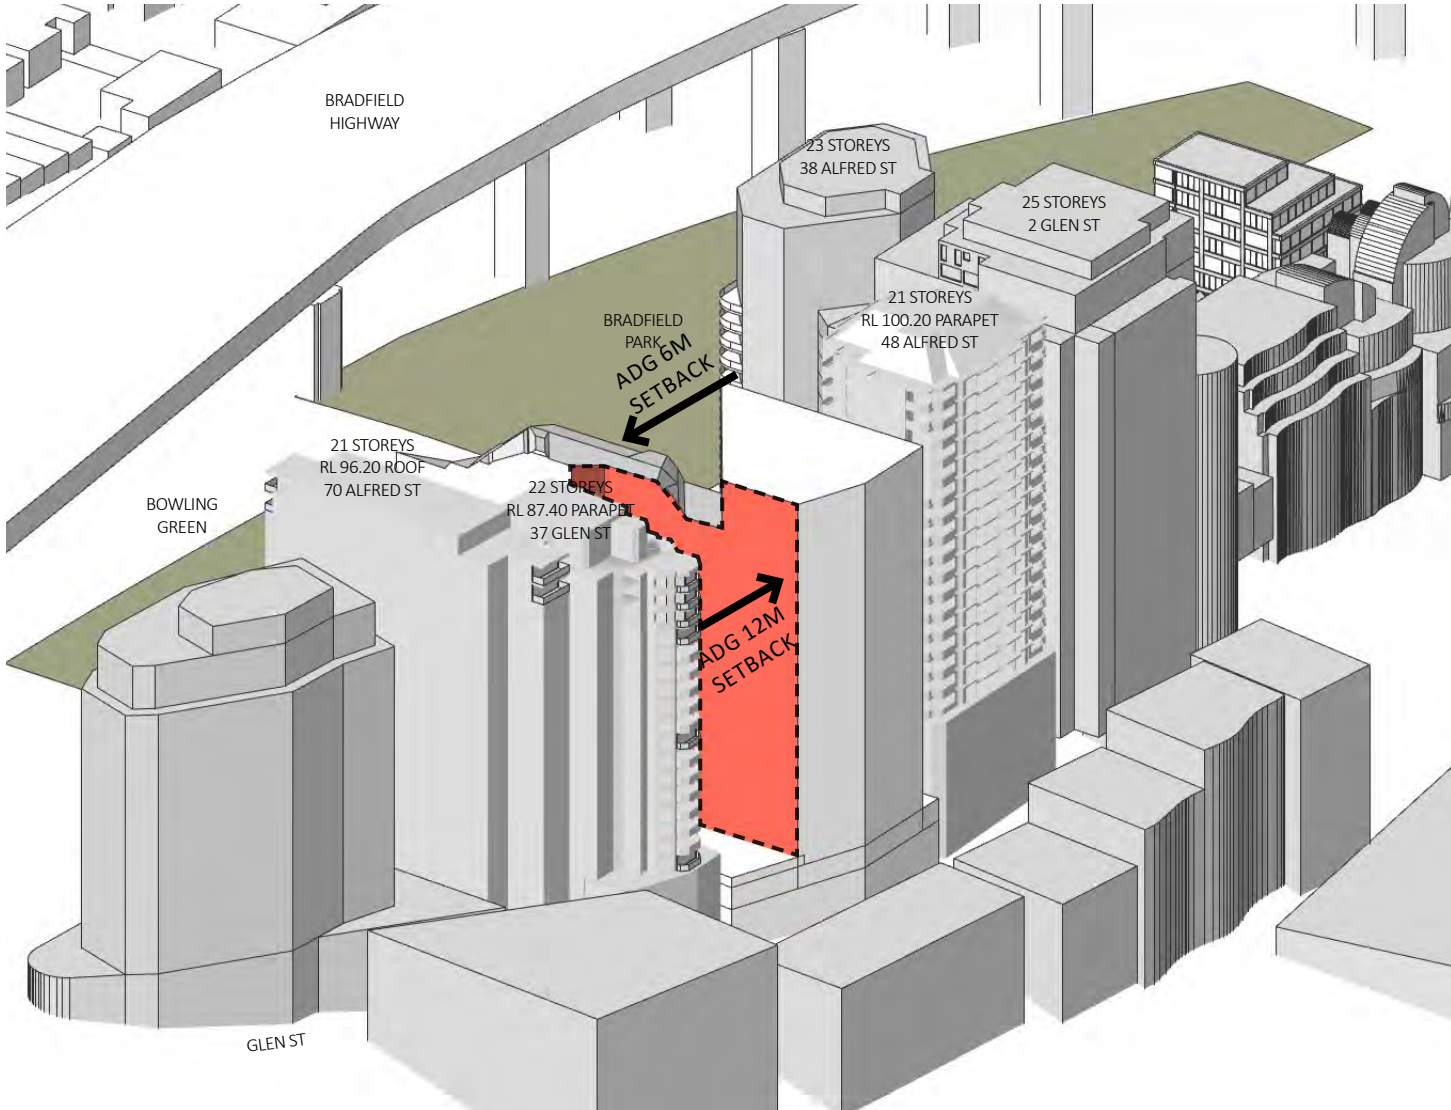 BRADFIELD
HIGHWAY
23 STOREYS
38 ALFRED ST
25 STOREYS
2 GLEN ST
21 STOREYS
RL 100.20 PARAPET
48 ALFRED ST
BRADFIELD
PARK
ADG 6M
SETBACK
21 STOREYS
RL 96.20 ROOF
70 ALFRED ST
22 STOREYS
RL 87.40 PARAPET
37 GLEN ST
BOWLING
GREEN
ADG 12M
SETBACK
GLEN ST